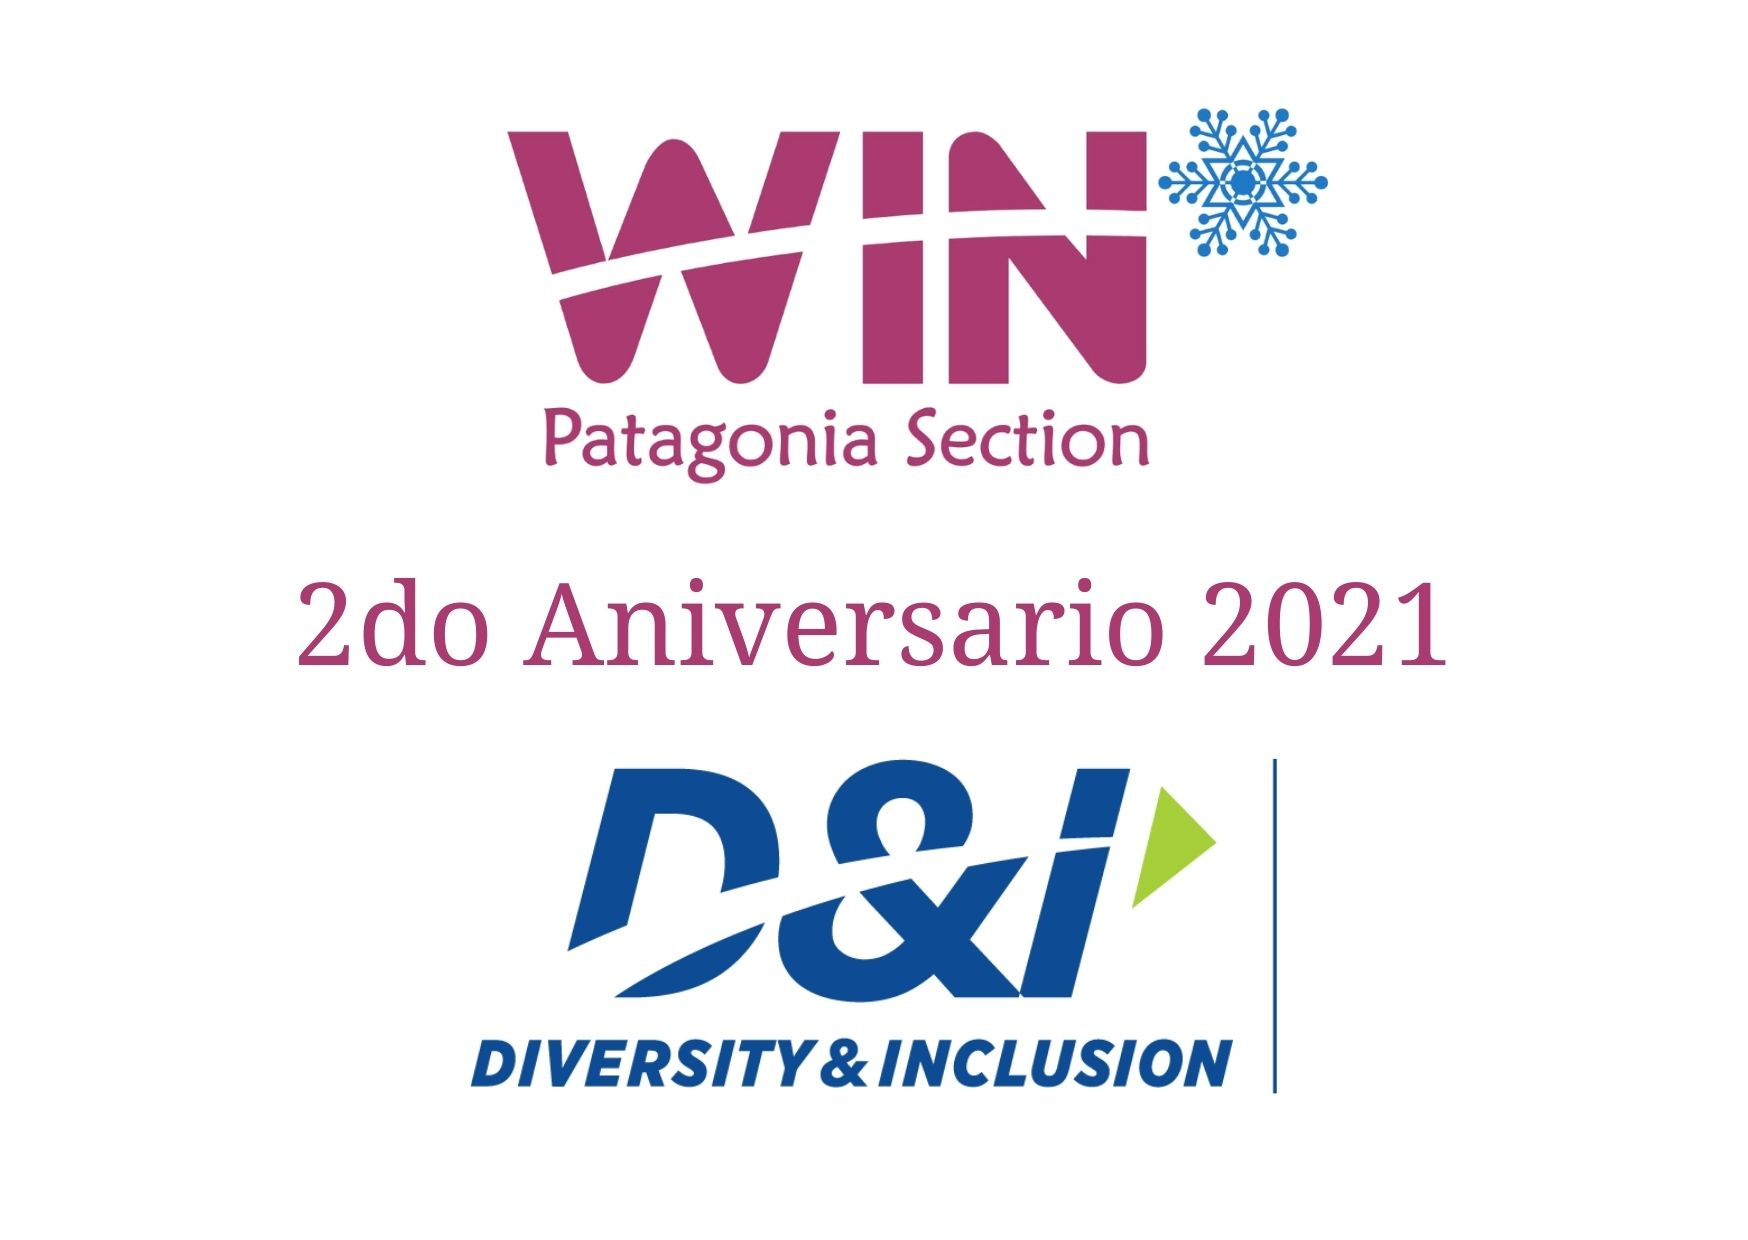 WIN
Patagonia Section
2do Aniversario 2021
D&I
DIVERSITY & INCLUSION